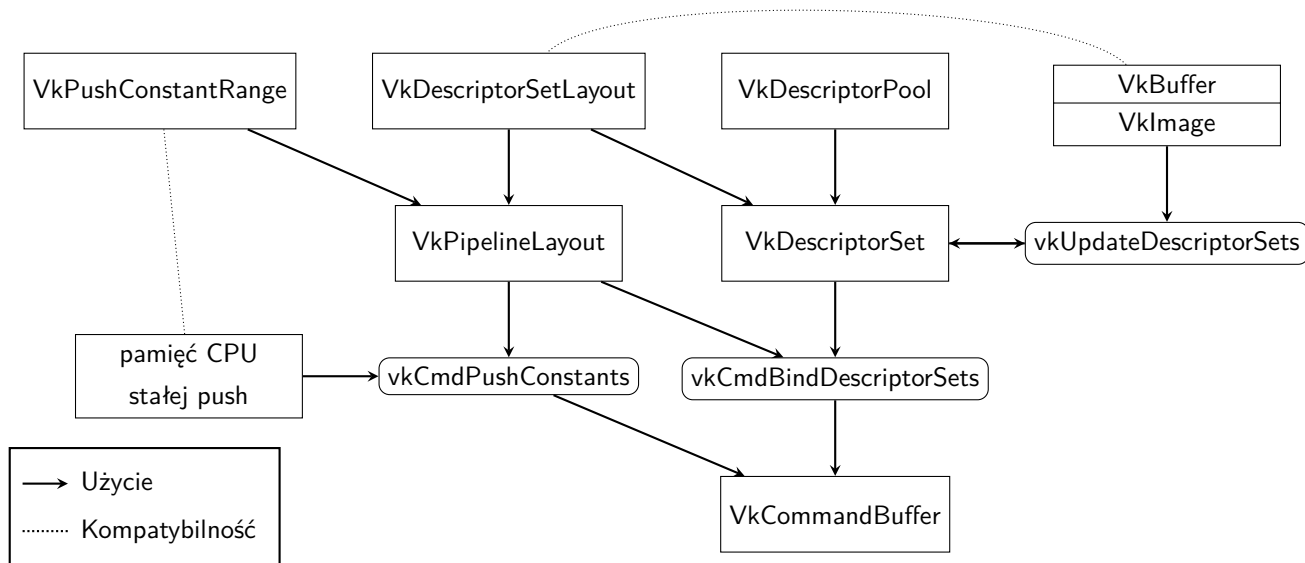 VkPushConstantRange
VkDescriptorSetLayout
VkDescriptorPool
VkBuffer
VkImage
VkPipelineLayout
VkDescriptorSet
vkUpdateDescriptorSets
pamięć CPU
stałej push
vkCmdPushConstants
vkCmdBindDescriptorSets
Użycie
Kompatybilność
VkCommandBuffer